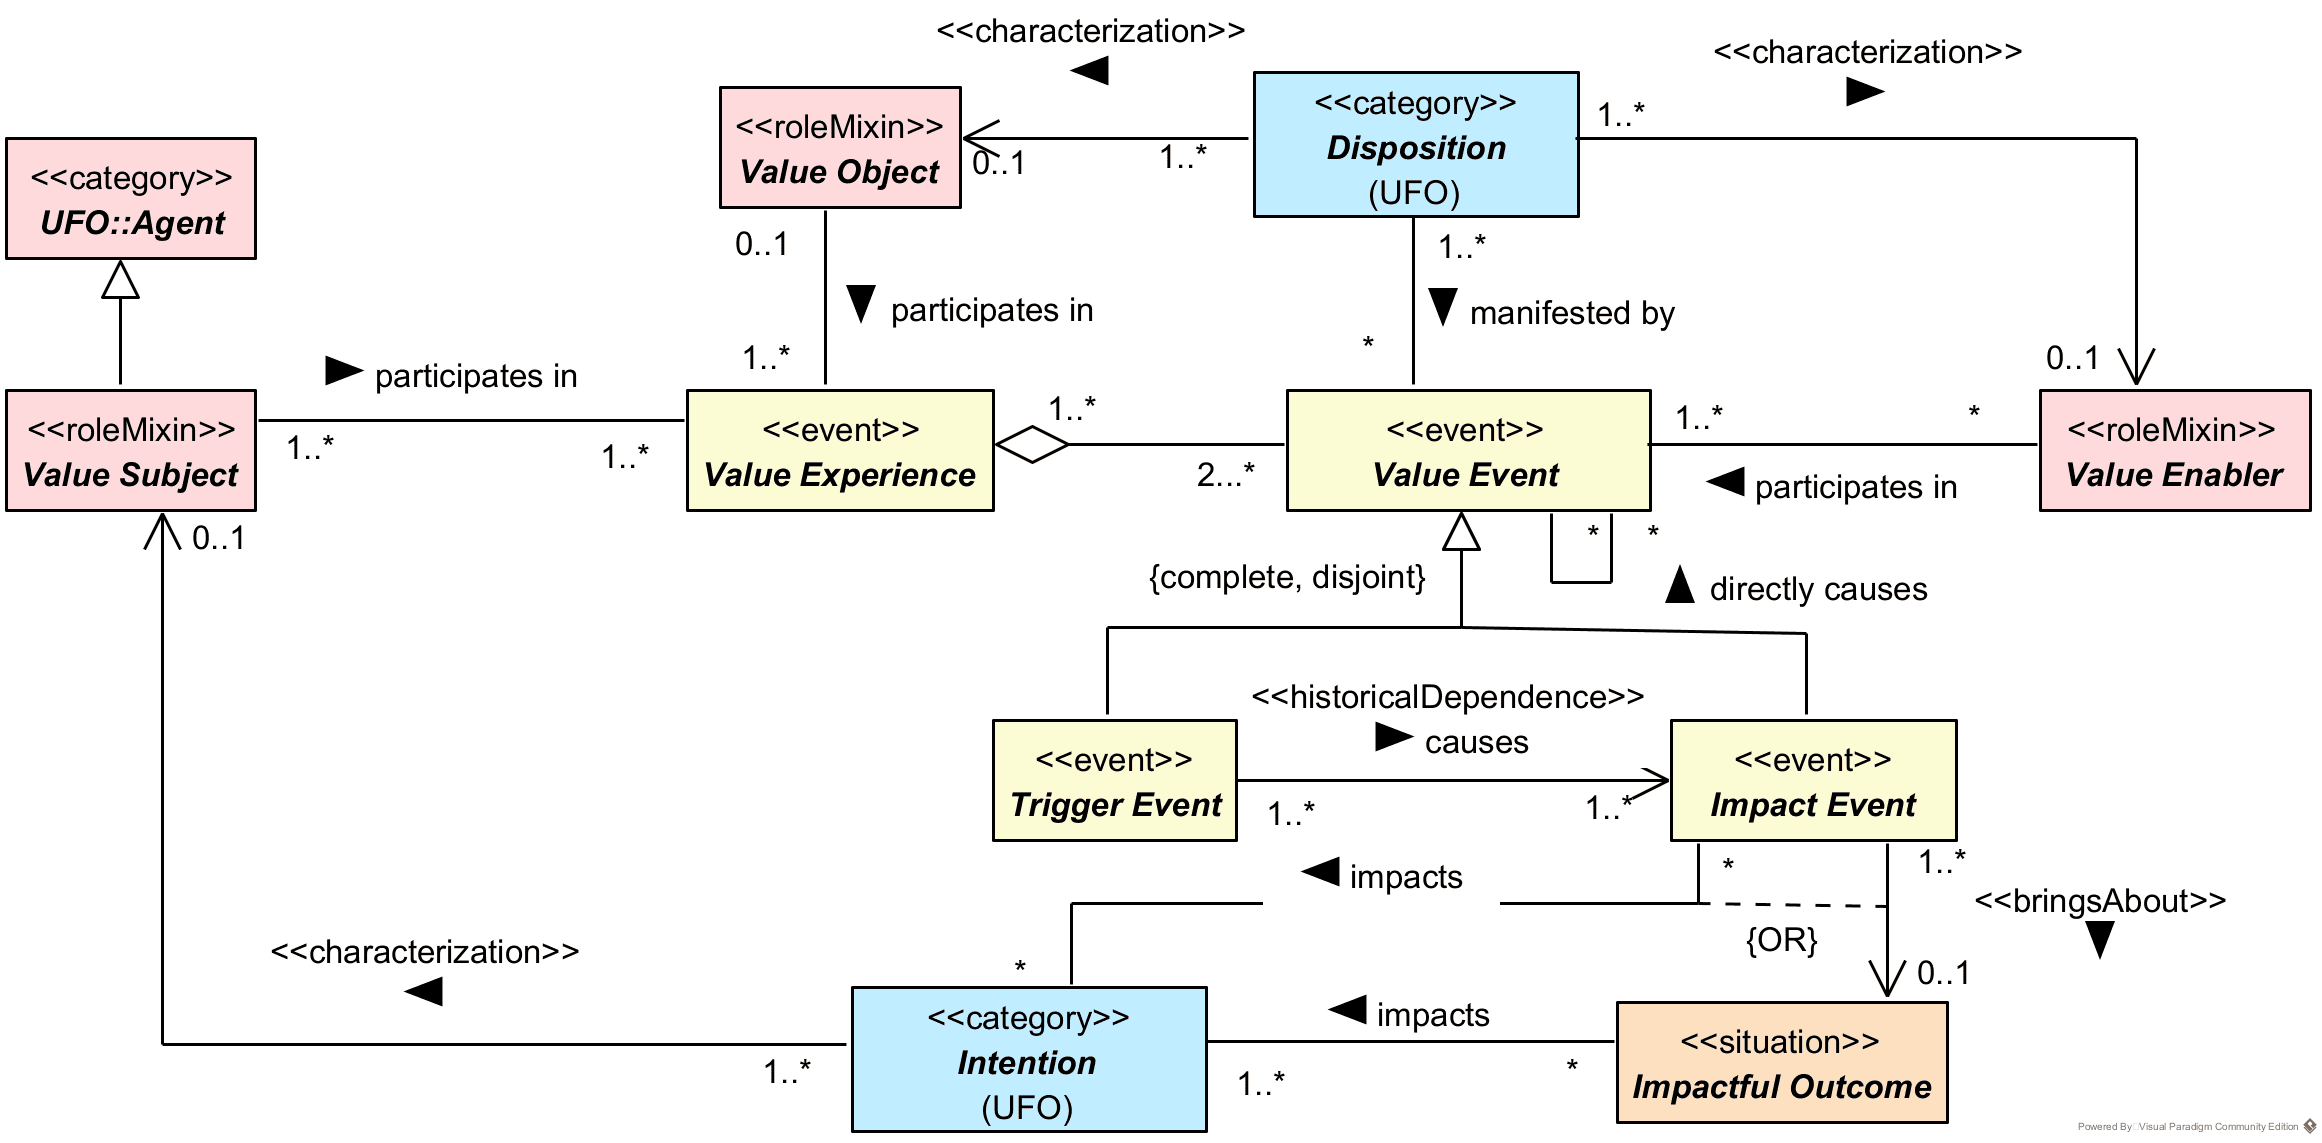 <<characterization>>
<<characterization>>
<<category>>
Disposition
(UFO)
<<roleMixin>>
Value Object
1..*
0..1
1..*
<<category>>
UFO::Agent
0..1
1..*
participates in
manifested by
1..*
*
0..1
participates in
<<roleMixin>>
Value Subject
1..*
1..*
<<event>>
Value Experience
1..*
2...*
<<event>>
Value Event
1..*
*
participates in
<<roleMixin>>
Value Enabler
0..1
*
*
{complete, disjoint}
directly causes
<<historicalDependence>>
causes
<<event>>
Trigger Event
1..*
1..*
<<event>>
Impact Event
impacts
*
1..*
<<bringsAbout>>
{OR}
<<characterization>>
*
0..1
<<category>>
Intention
(UFO)
1..*
impacts
1..*
*
<<situation>>
Impactful Outcome
Powered By Visual Paradigm Community Edition